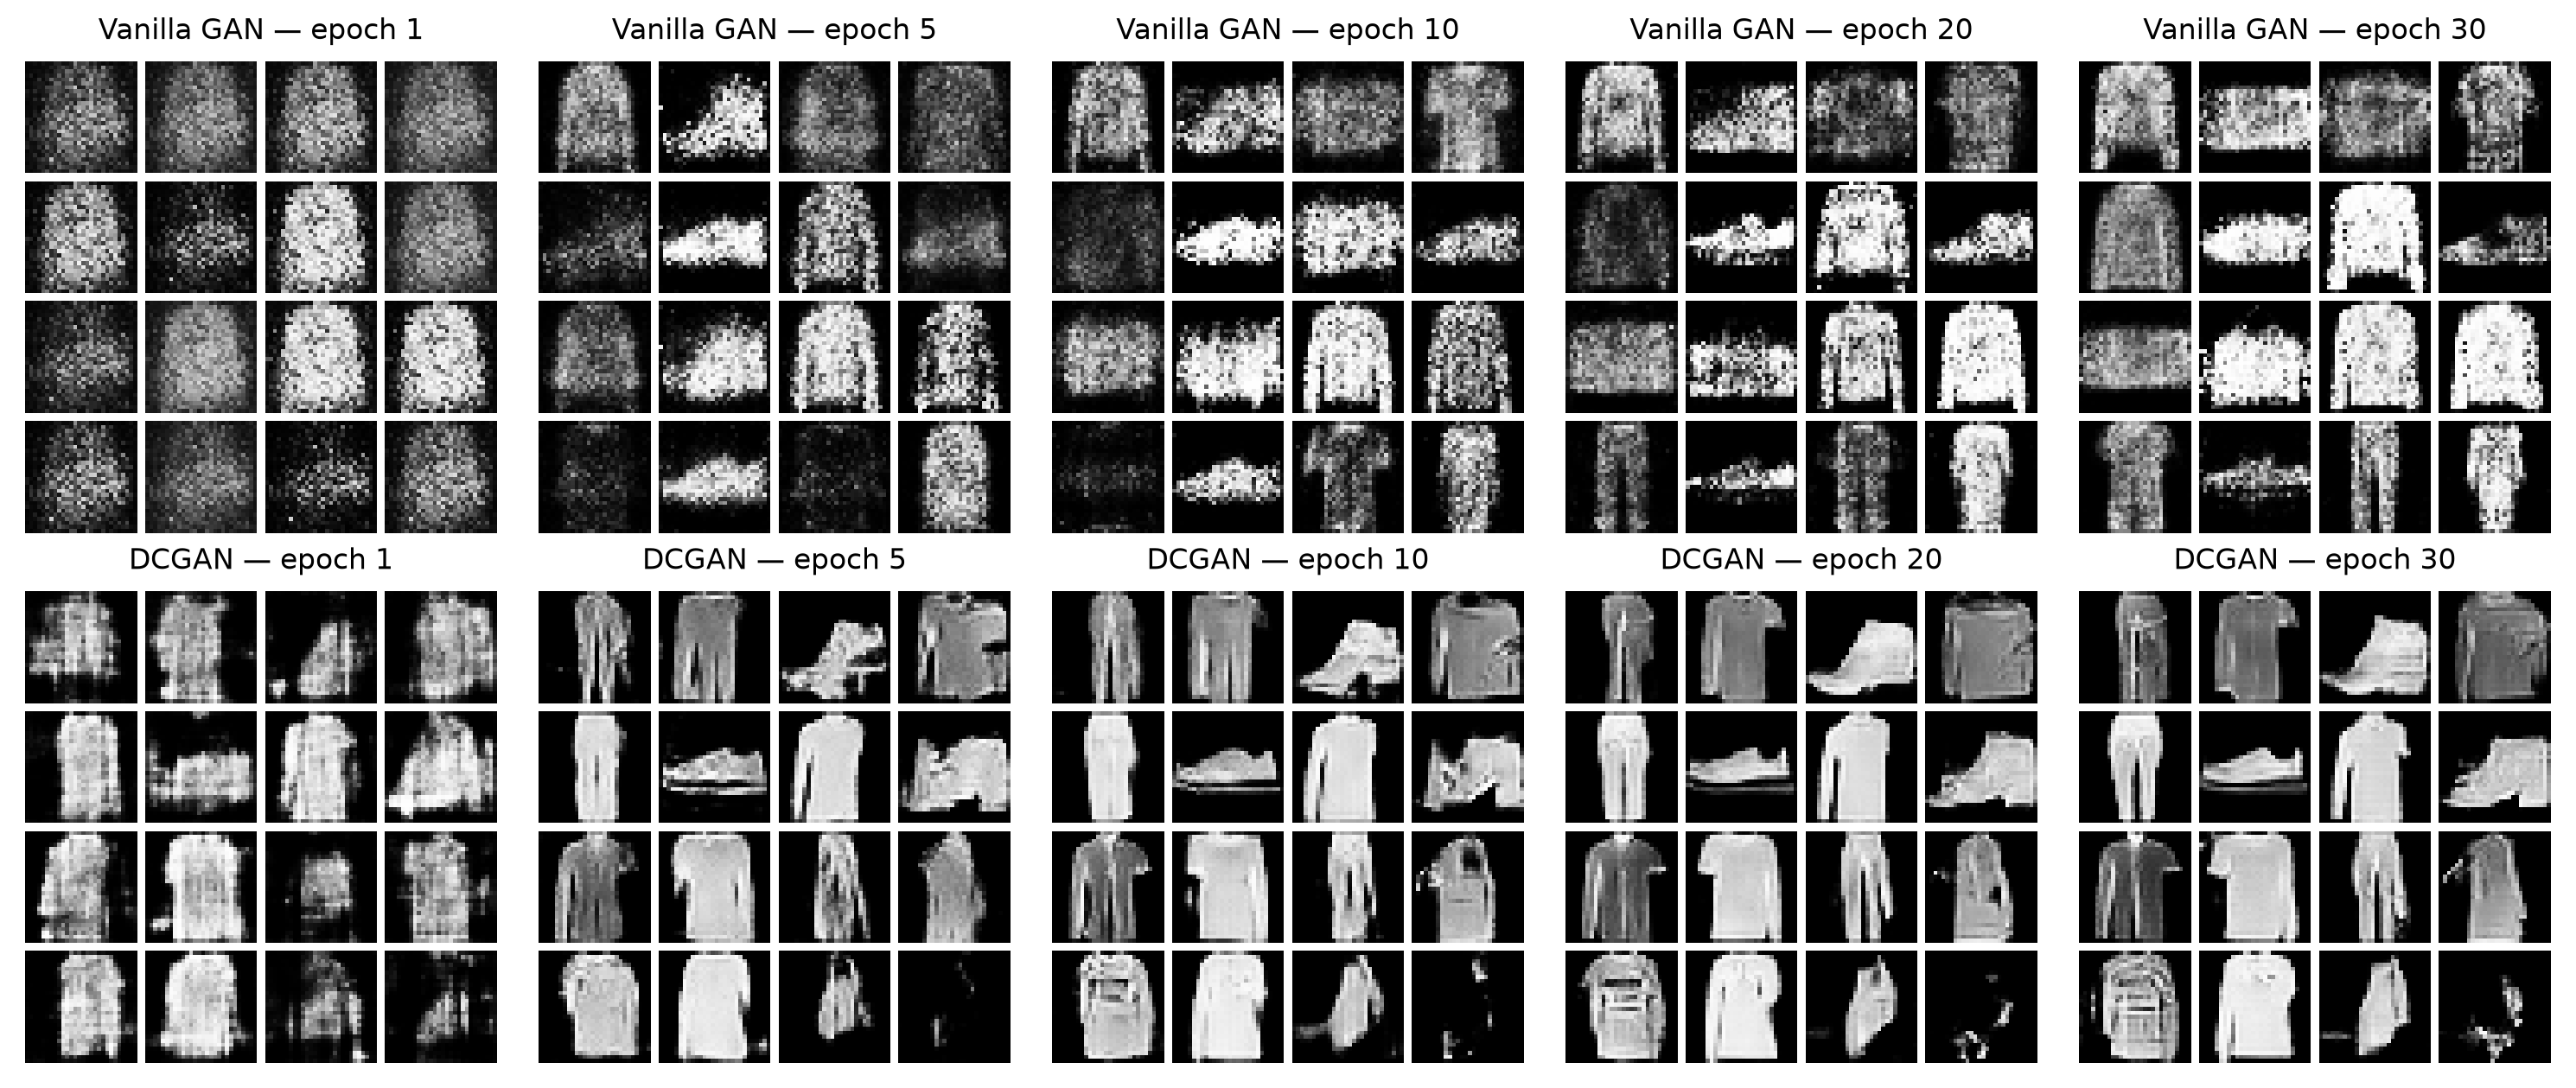 Vanilla GAN — epoch 1
Vanilla GAN — epoch 5
Vanilla GAN — epoch 10
Vanilla GAN — epoch 20
Vanilla GAN — epoch 30
DCGAN — epoch 1
DCGAN — epoch 5
DCGAN — epoch 10
DCGAN — epoch 20
DCGAN — epoch 30